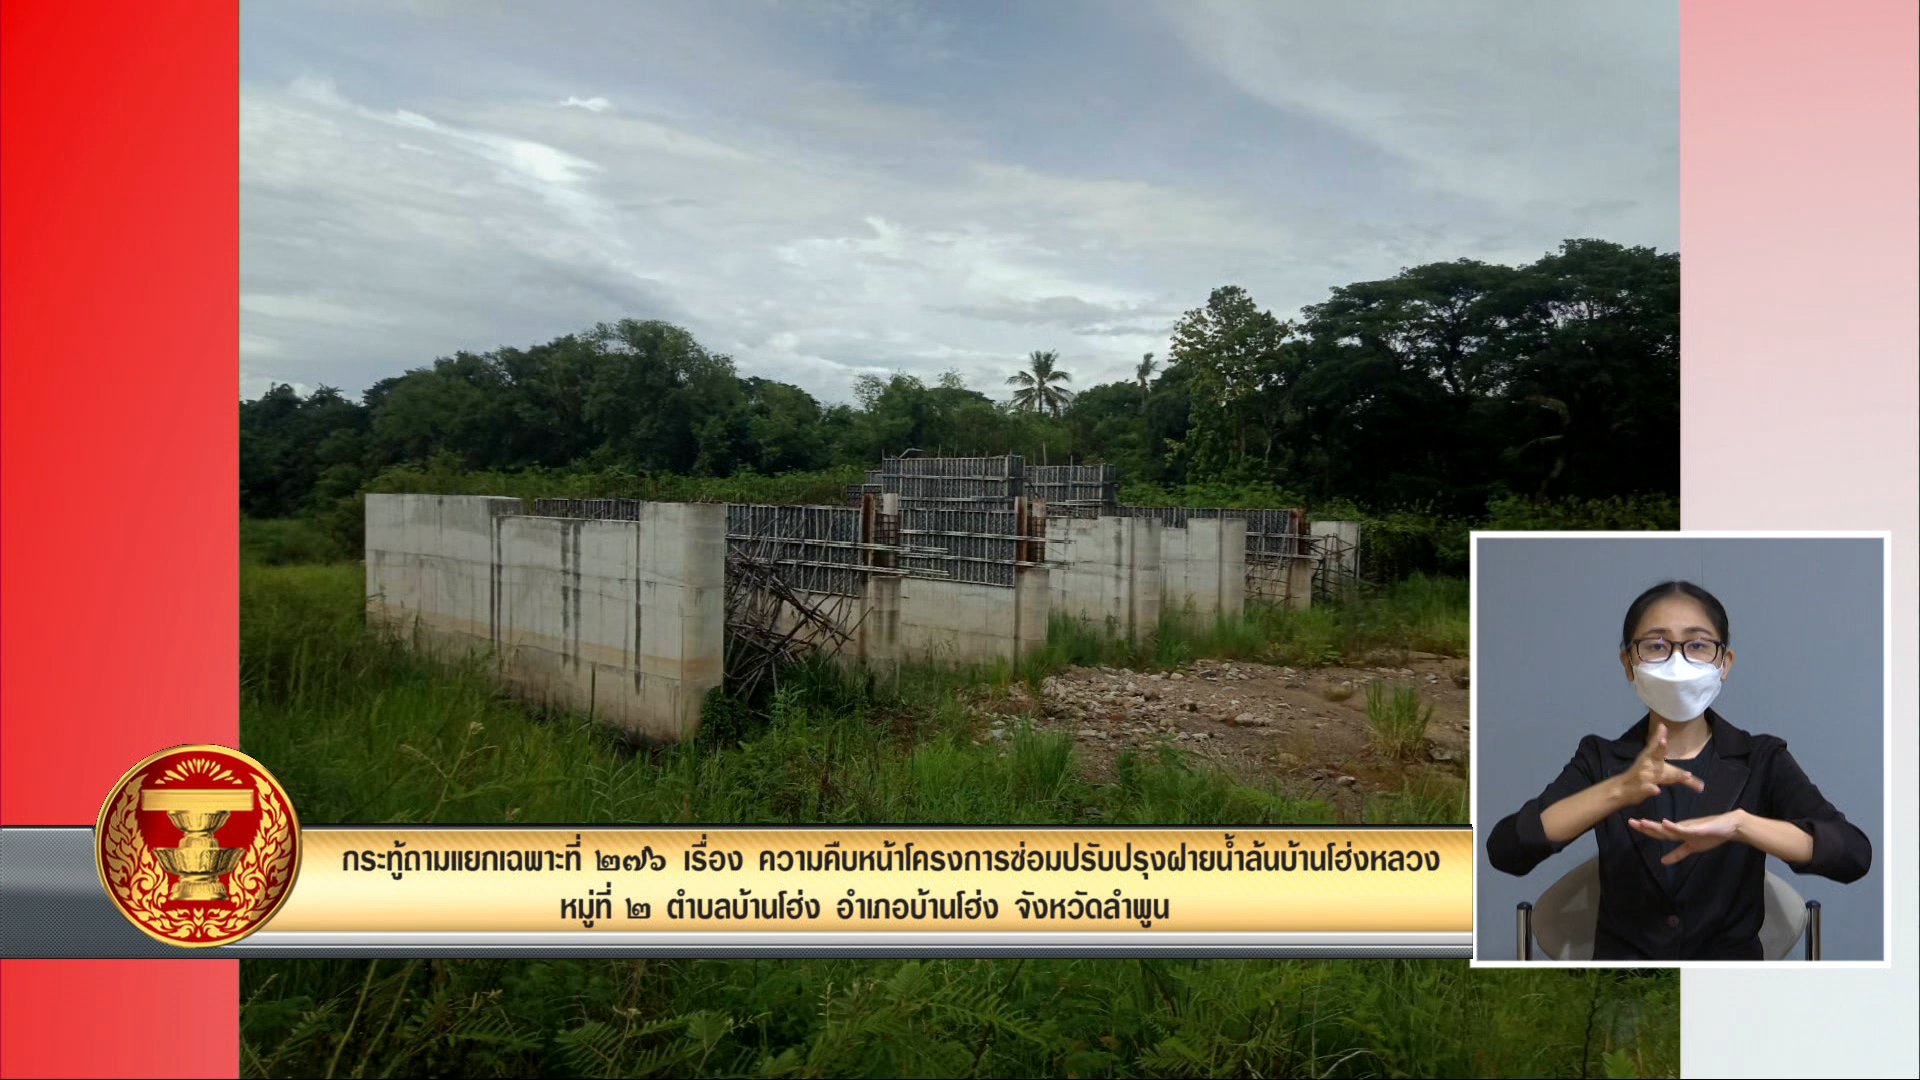 กระทู้ถามแยกเฉพาะที่ ๒๗๖ เรื่อง ความคืบหน้าโครงการซ่อมปรับปรุงฝายน้ำล้นบ้านโฮ่งหลวง
หมู่ที่ ๒ ตำบลบ้านโฮ่ง อำเภอบ้านโฮ่ง จังหวัดลำพูน